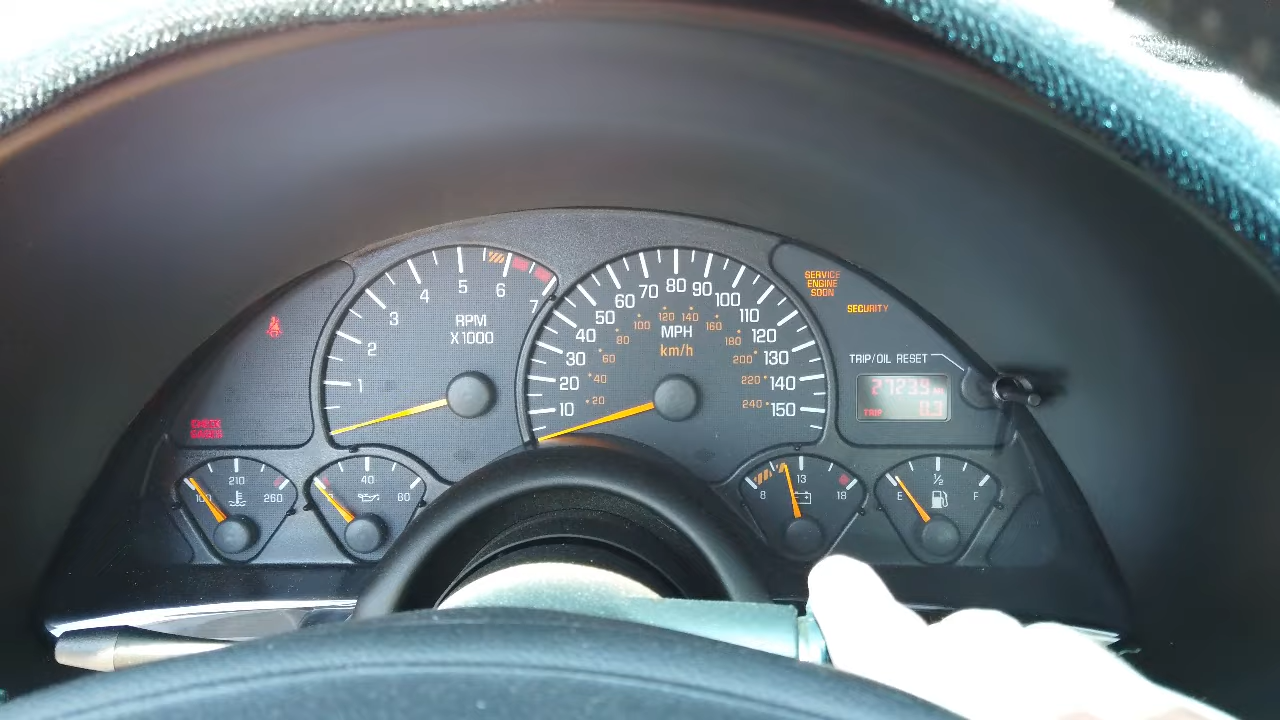 1
2
3
4
5
6
7
RPM
X1000
10
20
30
40
50
60
70
80
90
100
110
120
130
140
150
20
40
60
80
100
120
140
160
180
200
220
240
MPH
km/h
SERVICE
ENGINE
SOON
SECURITY
TRIP/OIL RESET
TRIP 0.3
100 210 260
40 80
8 13 18
E 1/2 F